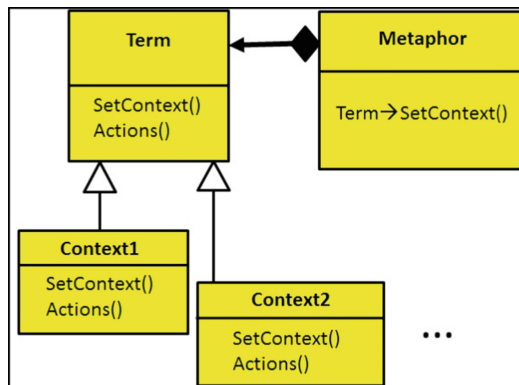 Term
SetContext()
Actions()
Metaphor
Term→SetContext()
Context1
SetContext()
Actions()
Context2
SetContext()
Actions()
...